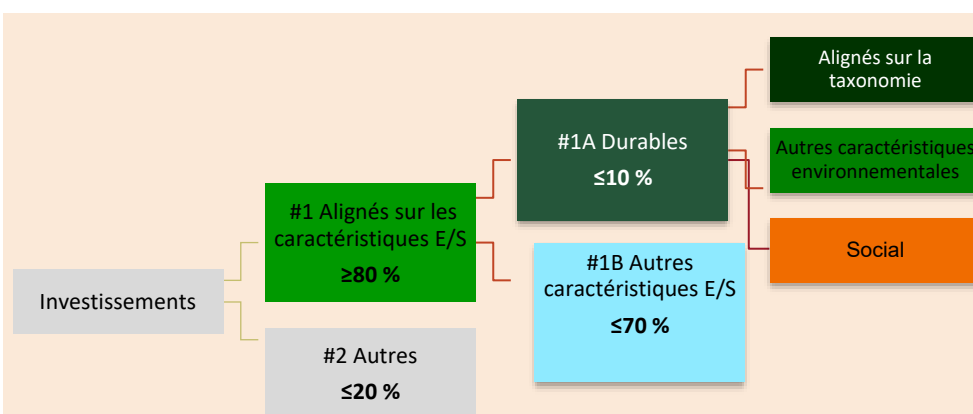 Investissements
#1 Alignés sur les
caractéristiques E/S
≥80 %
#2 Autres
≤20 %
#1A Durables
≤10 %
#1B Autres
caractéristiques E/S
≤70 %
Alignés sur la
taxonomie
Autres caractéristiques
environnementales
Social